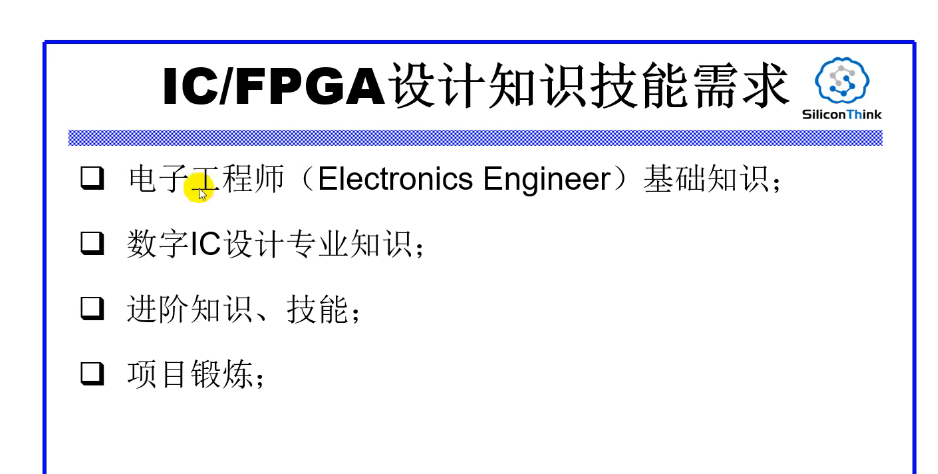 IC/FPGA设计知识技能需求
SiliconThink
电子工程师（Electronics Engineer）基础知识；
数字IC设计专业知识；
进阶知识、技能；
项目锻炼；